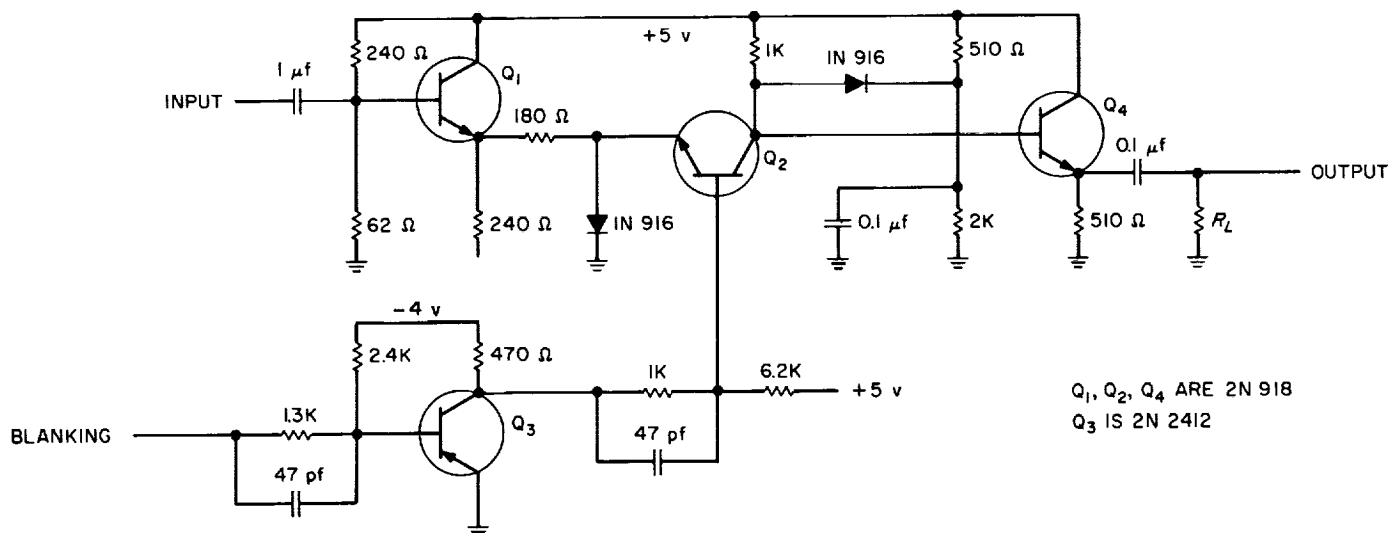 +5 v
240 Ω
1K
510 Ω
1N 916
1 μf
Q1
Q4
INPUT
180 Ω
0.1 μf
Q2
OUTPUT
62 Ω
240 Ω
1N 916
0.1 μf
2K
510 Ω
RL
-4 v
2.4K
470 Ω
1K
6.2K
+5 v
Q1, Q2, Q4 ARE 2N 918
1.3K
Q3
Q3 IS 2N 2412
BLANKING
47 pf
47 pf